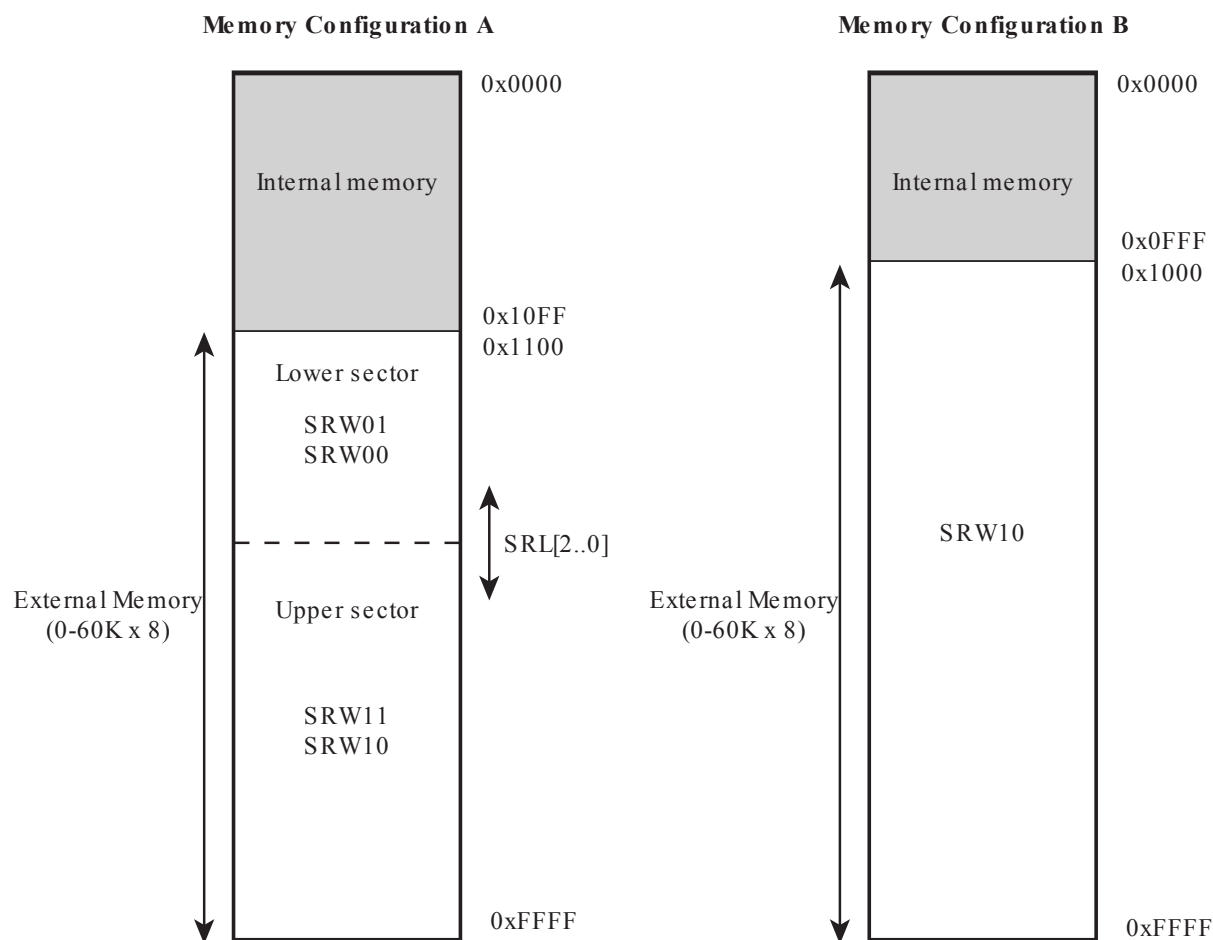 Memory Configuration A
0x0000
Internal memory
0x10FF
0x1100
Lower sector
SRW01
SRW00
SRL[2..0]
External Memory
(0-60K x 8)
Upper sector
SRW11
SRW10
0xFFFF
Memory Configuration B
0x0000
Internal memory
0x0FFF
0x1000
SRW10
External Memory
(0-60K x 8)
0xFFFF